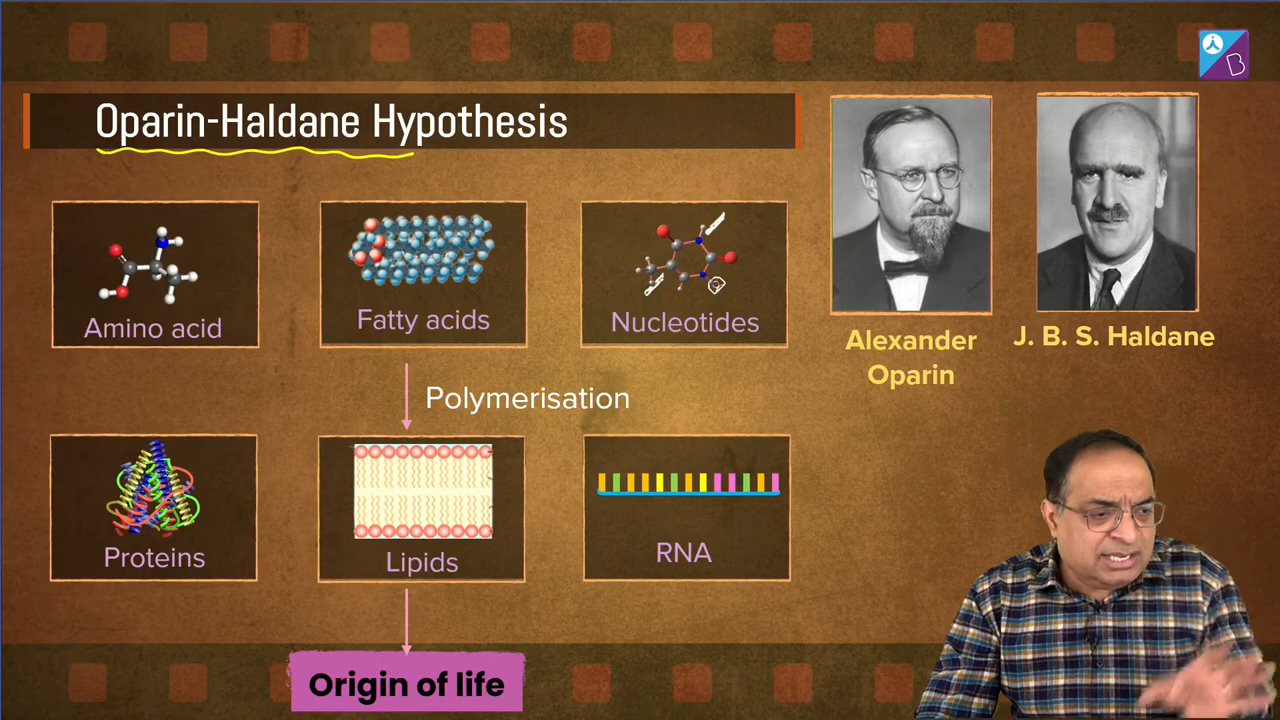 Oparin-Haldane Hypothesis
Amino acid
Fatty acids
Nucleotides
Alexander
Oparin
J. B. S. Haldane
Polymerisation
Proteins
Lipids
RNA
Origin of life
B